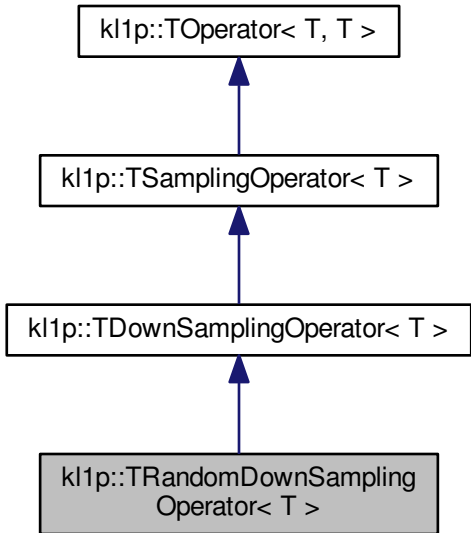 kl1p::TOperator< T, T >
kl1p::TSamplingOperator< T >
kl1p::TDownSamplingOperator< T >
kl1p::TRandomDownSampling
Operator< T >